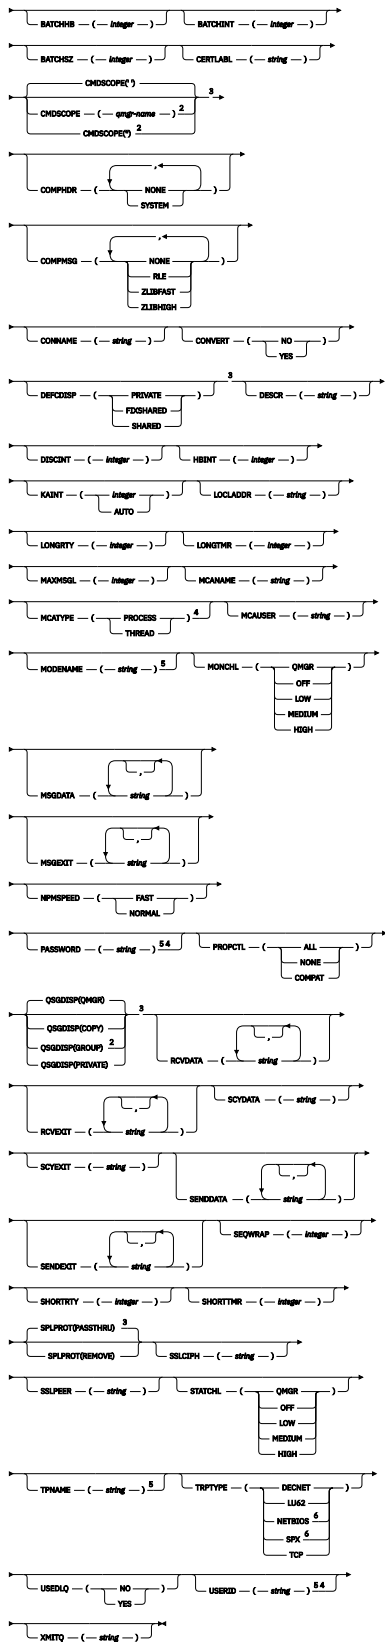 BATCHHB ( integer ) BATCHINT ( integer )
BATCHSZ ( integer ) CERTLABL ( string )
CMDSCOPE(' ') 3
CMDSCOPE ( qmgr-name ) 2
CMDSCOPE(*) 2
,
COMPHDR ( NONE )
SYSTEM
,
COMPMSG ( NONE )
RLE
ZLIBFAST
ZLIBHIGH
CONNAME ( string ) CONVERT ( NO )
YES
3
DEFCDISP ( PRIVATE ) DESCR ( string )
FIXSHARED
SHARED
DISCINT ( integer ) HBINT ( integer )
KAINT ( integer ) LOCLADDR ( string )
AUTO
LONGRTY ( integer ) LONGTMR ( integer )
MAXMSGL ( integer ) MCANAME ( string )
MCATYPE ( PROCESS ) 4 MCAUSER ( string )
THREAD
MODENAME ( string ) 5 MONCHL ( QMGR )
OFF
LOW
MEDIUM
HIGH
,
MSGDATA ( string )
,
MSGEXIT ( string )
NPMSPEED ( FAST )
NORMAL
PASSWORD ( string ) 5 4 PROPCTL ( ALL )
NONE
COMPAT
QSGDISP(QMGR) 3
QSGDISP(COPY) ,
QSGDISP(GROUP) 2
QSGDISP(PRIVATE) RCVDATA ( string )
, SCYDATA ( string )
RCVEXIT ( string )
SCYEXIT ( string ) ,
SENDDATA ( string )
, SEQWRAP ( integer )
SENDEXIT ( string )
SHORTRTY ( integer ) SHORTTMR ( integer )
SPLPROT(PASSTHRU) 3
SPLPROT(REMOVE) SSLCIPH ( string )
SSLPEER ( string ) STATCHL ( QMGR )
OFF
LOW
MEDIUM
HIGH
TPNAME ( string ) 5 TRPTYPE ( DECNET )
LU62
NETBIOS 6
SPX 6
TCP
USEDLQ ( NO ) USERID ( string ) 5 4
YES
XMITQ ( string )